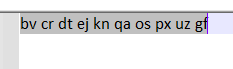 bv cr dt ej kn qa os px uz gf